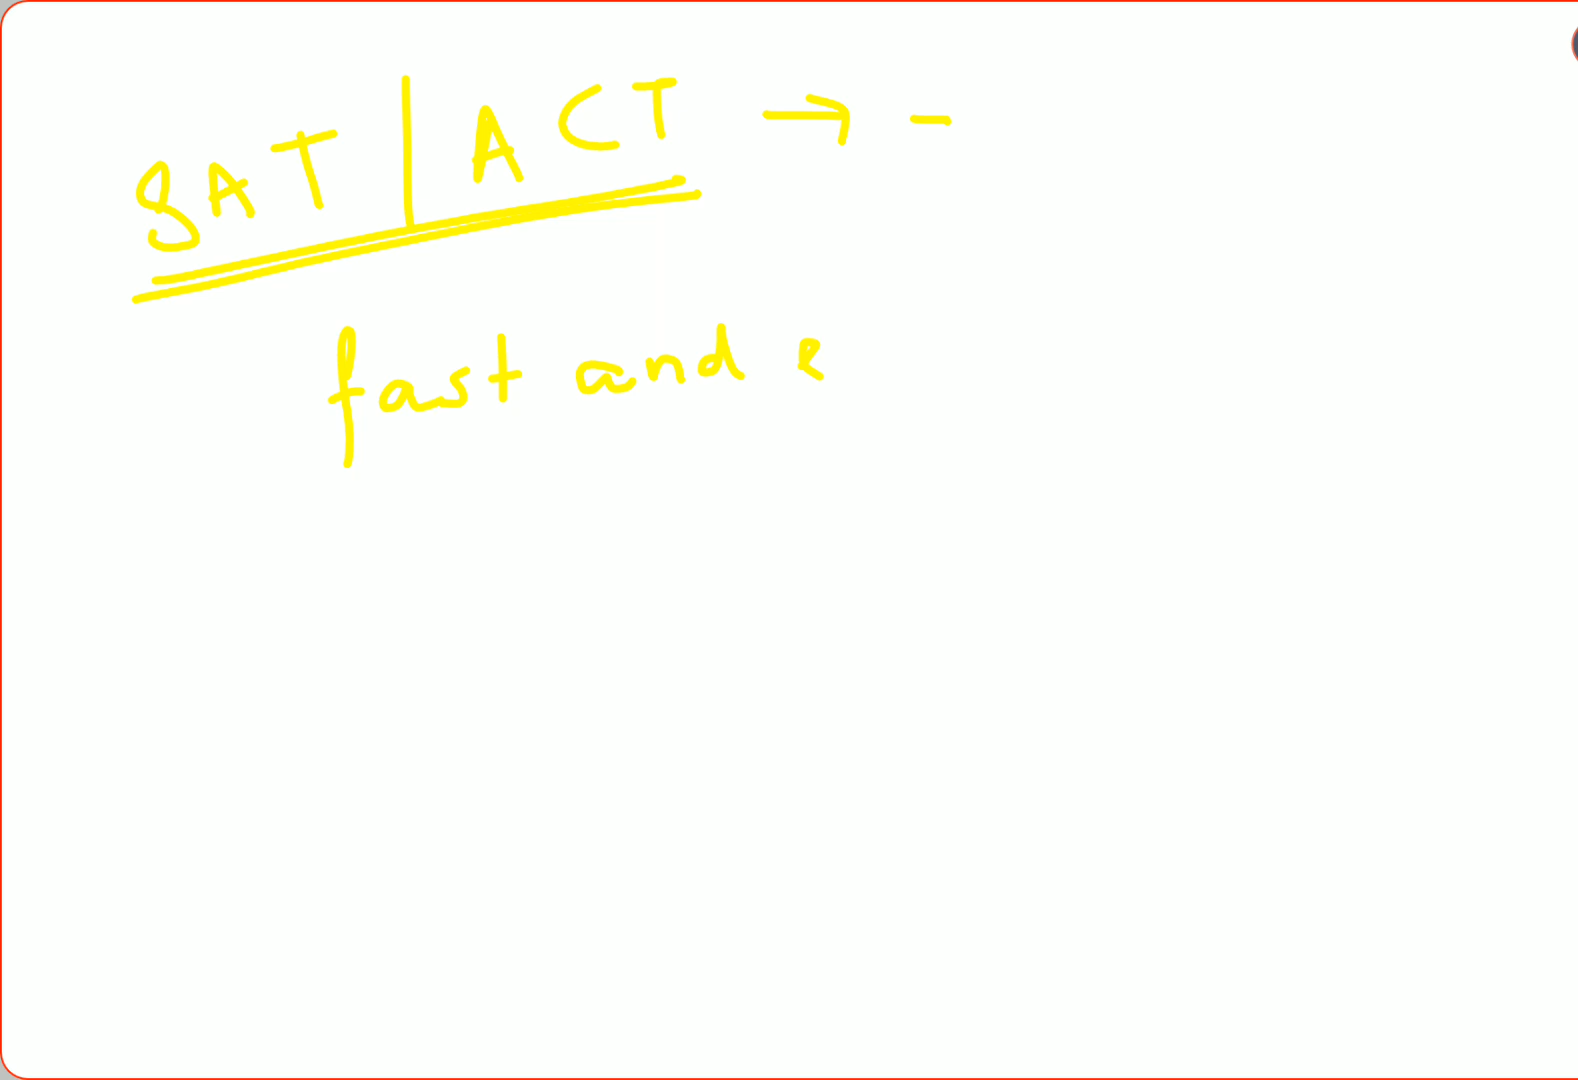 SAT | ACT → -
fast and e